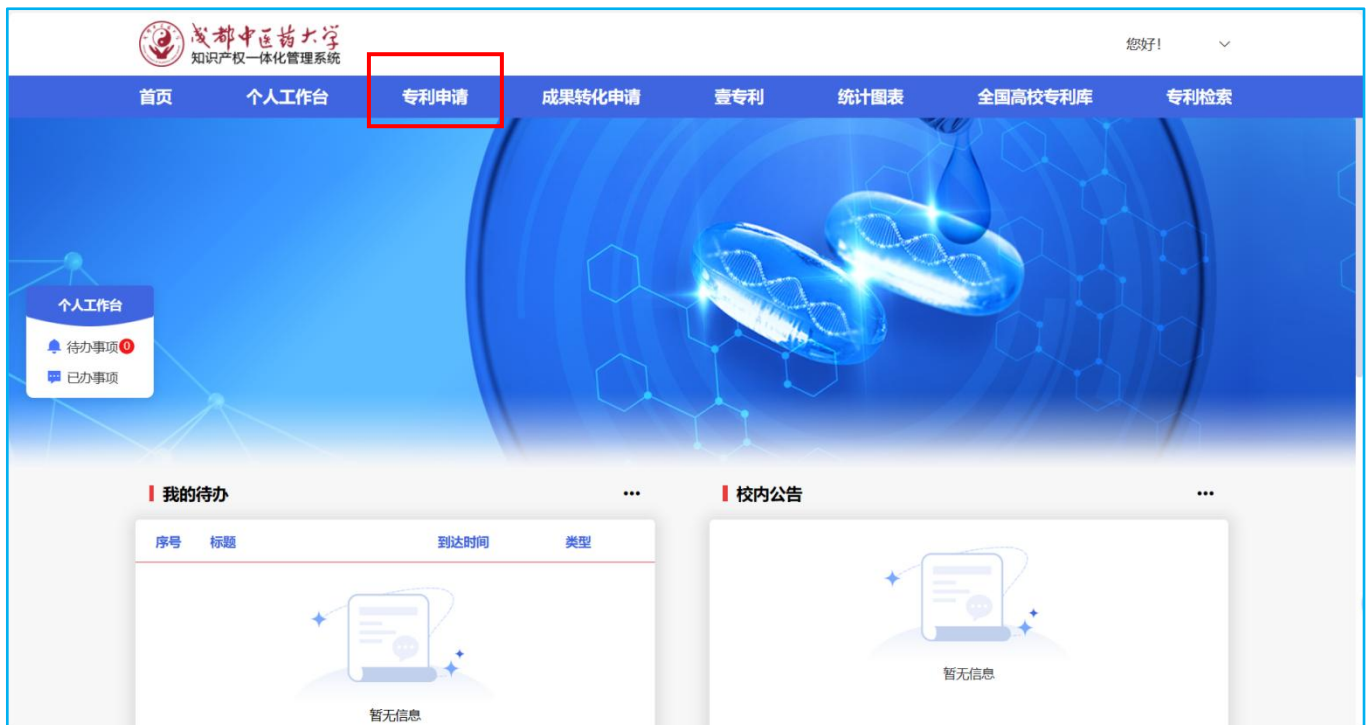 成都中医药大学
知识产权一体化管理系统
您好!
首页 个人工作台 专利申请 成果转化申请 壹专利 统计图表 全国高校专利库 专利检索
个人工作台
待办事项 0
已办事项
我的待办 ...
序号 标题 到达时间 类型
暂无信息
校内公告 ...
暂无信息